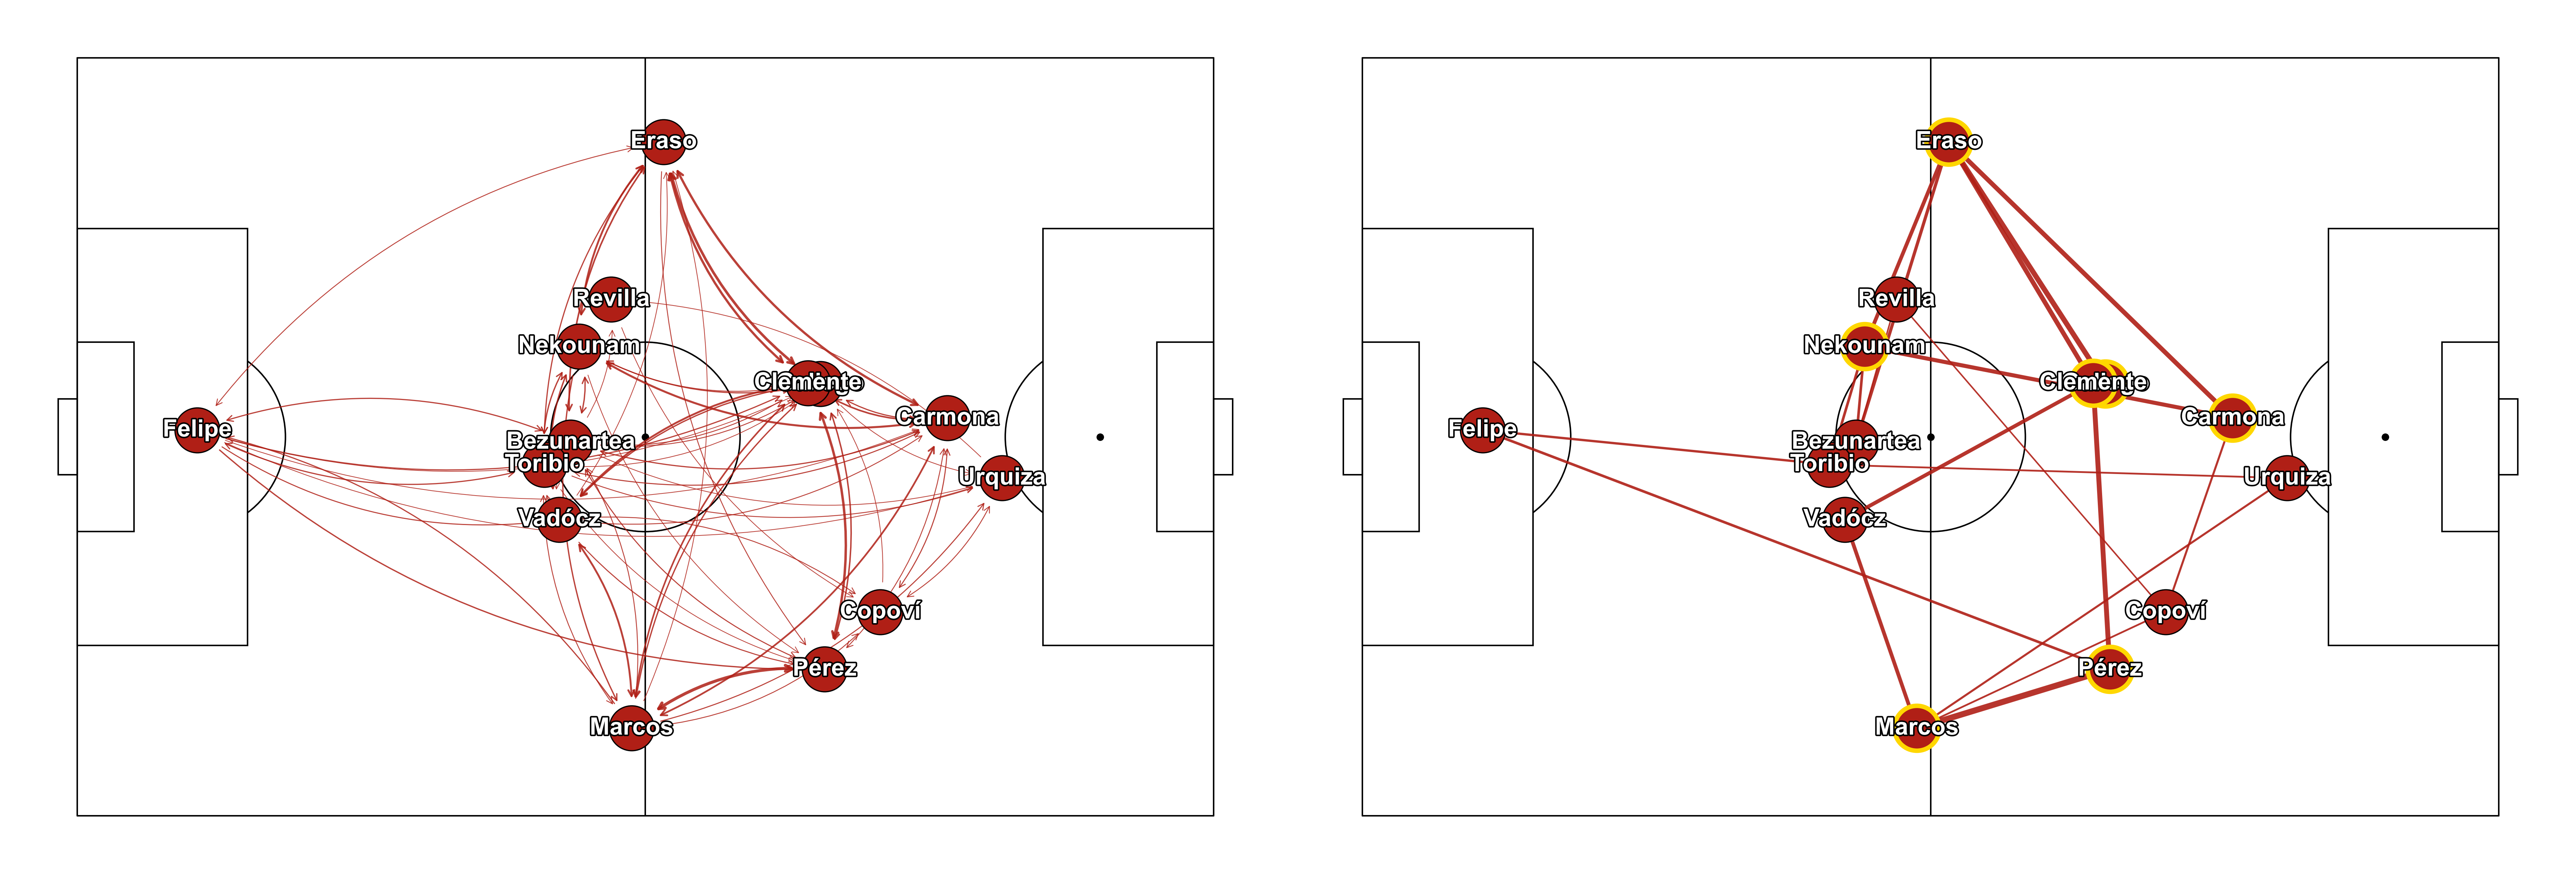 Eraso
Revilla
Nekounam
Clemente
Carmona
Felipe
Bezunartea
Toribio
Urquiza
Vadócz
Copoví
Pérez
Marcos
Eraso
Revilla
Nekounam
Clemente
Carmona
Felipe
Bezunartea
Toribio
Urquiza
Vadócz
Copoví
Pérez
Marcos